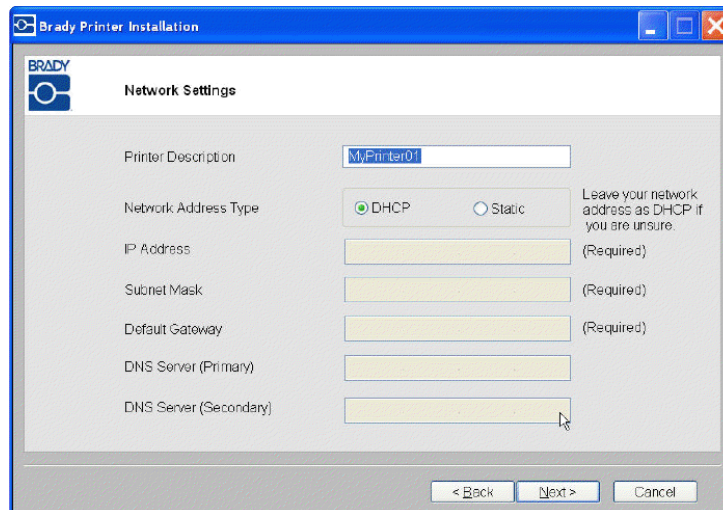 Brady Printer Installation
BRADY
Network Settings
Printer Description
MyPrinter01
Network Address Type
DHCP
Static
Leave your network
address as DHCP if
you are unsure.
IP Address
(Required)
Subnet Mask
(Required)
Default Gateway
(Required)
DNS Server (Primary)
DNS Server (Secondary)
< Back
Next >
Cancel